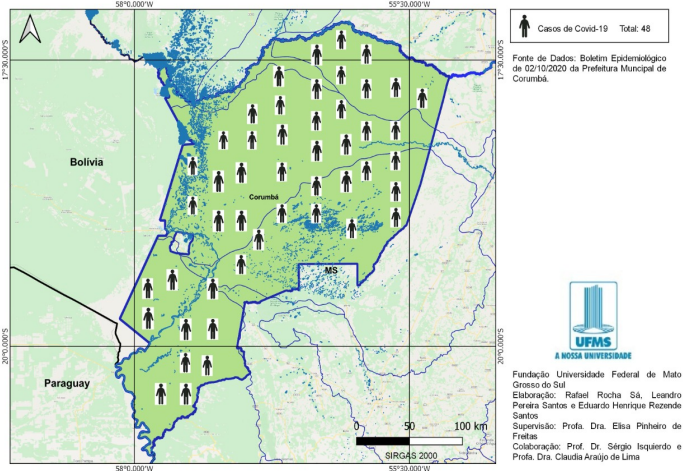 58°0.000'W
55°30.000'W
17°30.000'S
17°30.000'S
Bolívia
Corumbá
MS
20°0.000'S
20°0.000'S
Paraguay
0
50
100 km
SIRGAS 2000
58°0.000'W
55°30.000'W
Casos de Covid-19 Total: 48
Fonte de Dados: Boletim Epidemiológico
de 02/10/2020 da Prefeitura Muncipal de
Corumbá.
UFMS
A NOSSA UNIVERSIDADE
Fundação Universidade Federal de Mato
Grosso do Sul
Elaboração: Rafael Rocha Sá, Leandro
Pereira Santos e Eduardo Henrique Rezende
Santos
Supervisão: Profa. Dra. Elisa Pinheiro de
Freitas
Colaboração: Prof. Dr. Sérgio Isquierdo e
Profa. Dra. Claudia Araújo de Lima